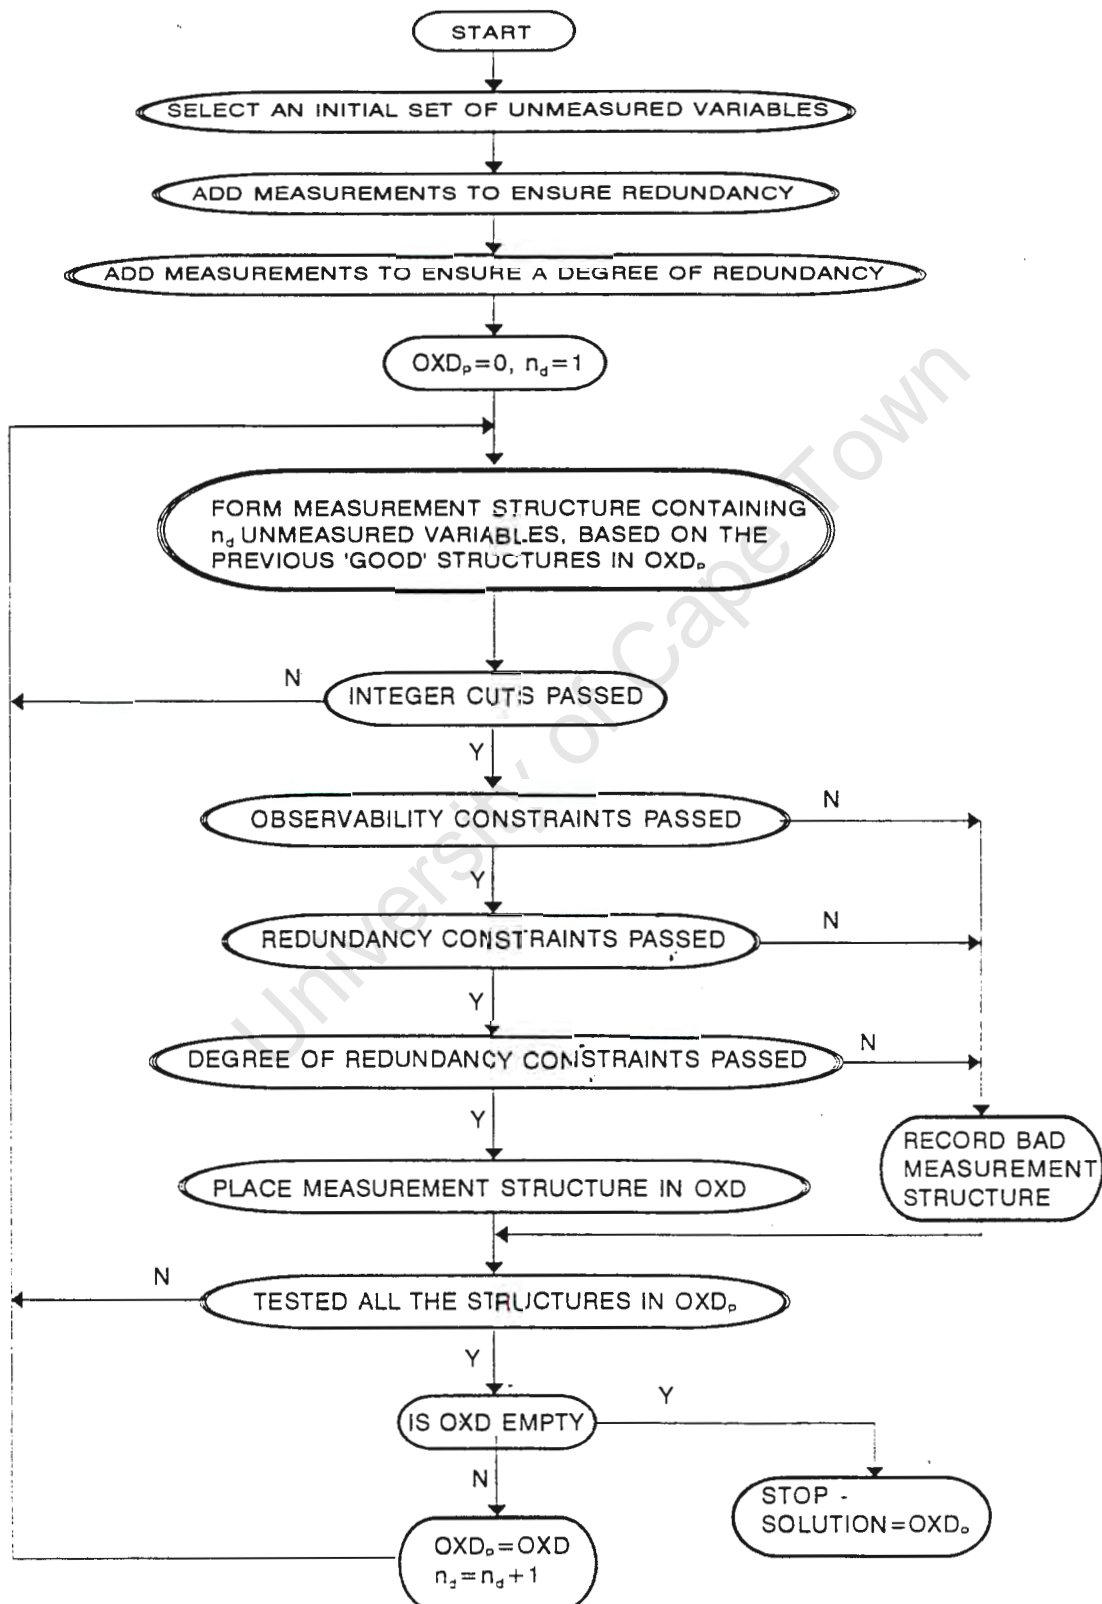 START
SELECT AN INITIAL SET OF UNMEASURED VARIABLES
ADD MEASUREMENTS TO ENSURE REDUNDANCY
ADD MEASUREMENTS TO ENSURE A DEGREE OF REDUNDANCY
OXDₚ=0, n_d=1
FORM MEASUREMENT STRUCTURE CONTAINING
n_d UNMEASURED VARIABLES, BASED ON THE
PREVIOUS 'GOOD' STRUCTURES IN OXDₚ
N
INTEGER CUTS PASSED
Y
OBSERVABILITY CONSTRAINTS PASSED
N
Y
REDUNDANCY CONSTRAINTS PASSED
N
Y
DEGREE OF REDUNDANCY CONSTRAINTS PASSED
N
Y
RECORD BAD
MEASUREMENT
STRUCTURE
PLACE MEASUREMENT STRUCTURE IN OXD
N
TESTED ALL THE STRUCTURES IN OXDₚ
Y
IS OXD EMPTY
Y
N
STOP -
SOLUTION=OXDₚ
OXDₚ=OXD
n_d=n_d+1
University of Cape Town